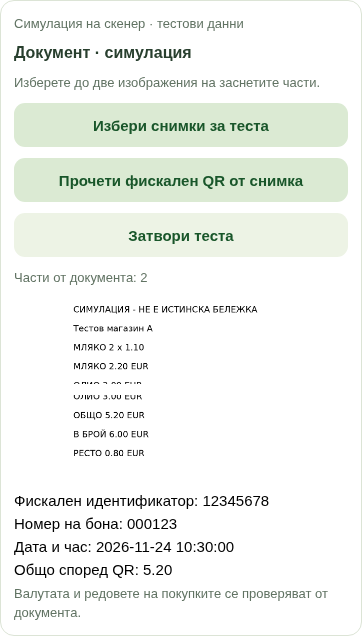 Симулация на скенер · тестови данни
Документ · симулация
Изберете до две изображения на заснетите части.
Избери снимки за теста
Прочети фискален QR от снимка
Затвори теста
Части от документа: 2
СИМУЛАЦИЯ - НЕ Е ИСТИНСКА БЕЛЕЖКА
Тестов магазин А
МЛЯКО 2 x 1.10
МЛЯКО 2.20 EUR
ОЛИО 3.00 EUR
ОЛИО 3.00 EUR
ОБЩО 5.20 EUR
В БРОЙ 6.00 EUR
РЕСТО 0.80 EUR
Фискален идентификатор: 12345678
Номер на бона: 000123
Дата и час: 2026-11-24 10:30:00
Общо според QR: 5.20
Валутата и редовете на покупките се проверяват от
документа.